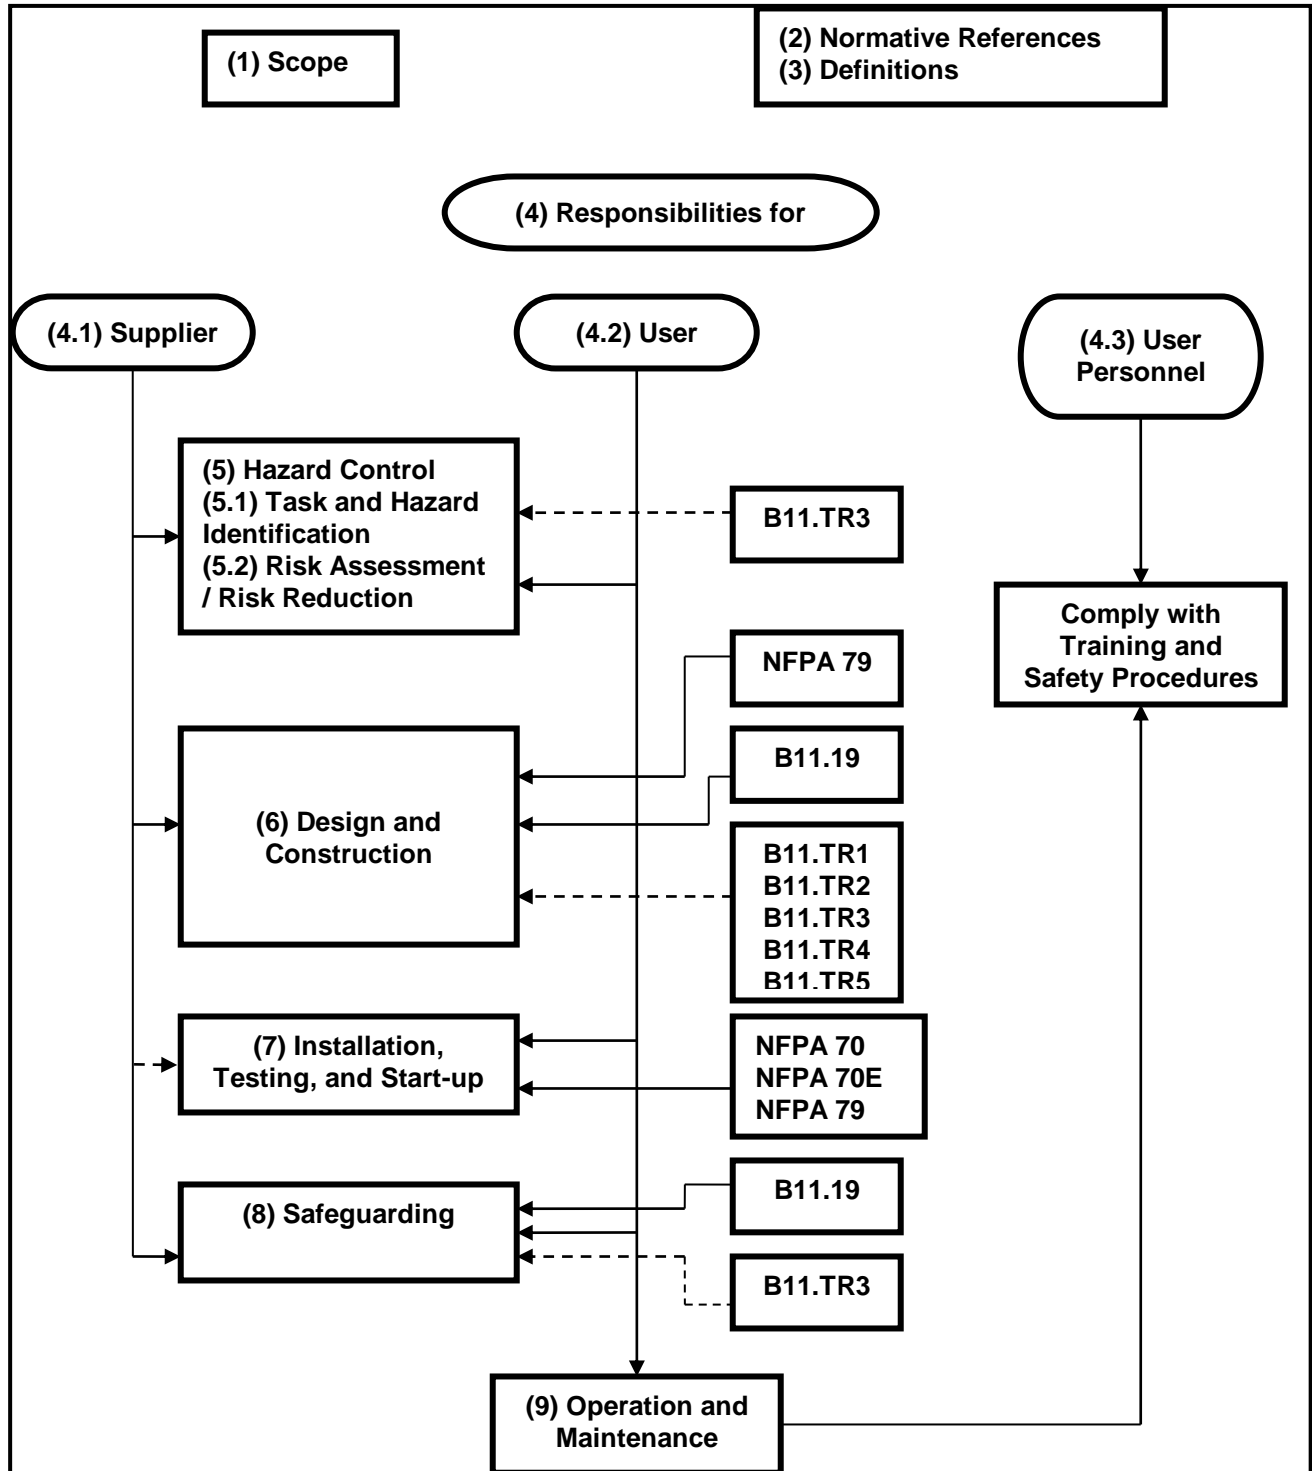 (1) Scope
(2) Normative References
(3) Definitions
(4) Responsibilities for
(4.1) Supplier
(4.2) User
(4.3) User
Personnel
(5) Hazard Control
(5.1) Task and Hazard
Identification
(5.2) Risk Assessment
/ Risk Reduction
B11.TR3
Comply with
Training and
Safety Procedures
NFPA 79
B11.19
(6) Design and
Construction
B11.TR1
B11.TR2
B11.TR3
B11.TR4
B11.TR5
(7) Installation,
Testing, and Start-up
NFPA 70
NFPA 70E
NFPA 79
(8) Safeguarding
B11.19
B11.TR3
(9) Operation and
Maintenance